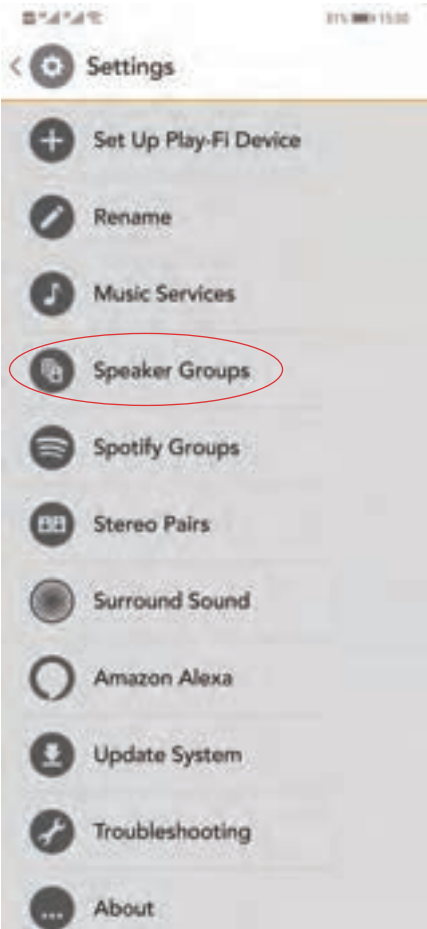 Settings
Set Up Play-Fi Device
Rename
Music Services
Speaker Groups
Spotify Groups
Stereo Pairs
Surround Sound
Amazon Alexa
Update System
Troubleshooting
About